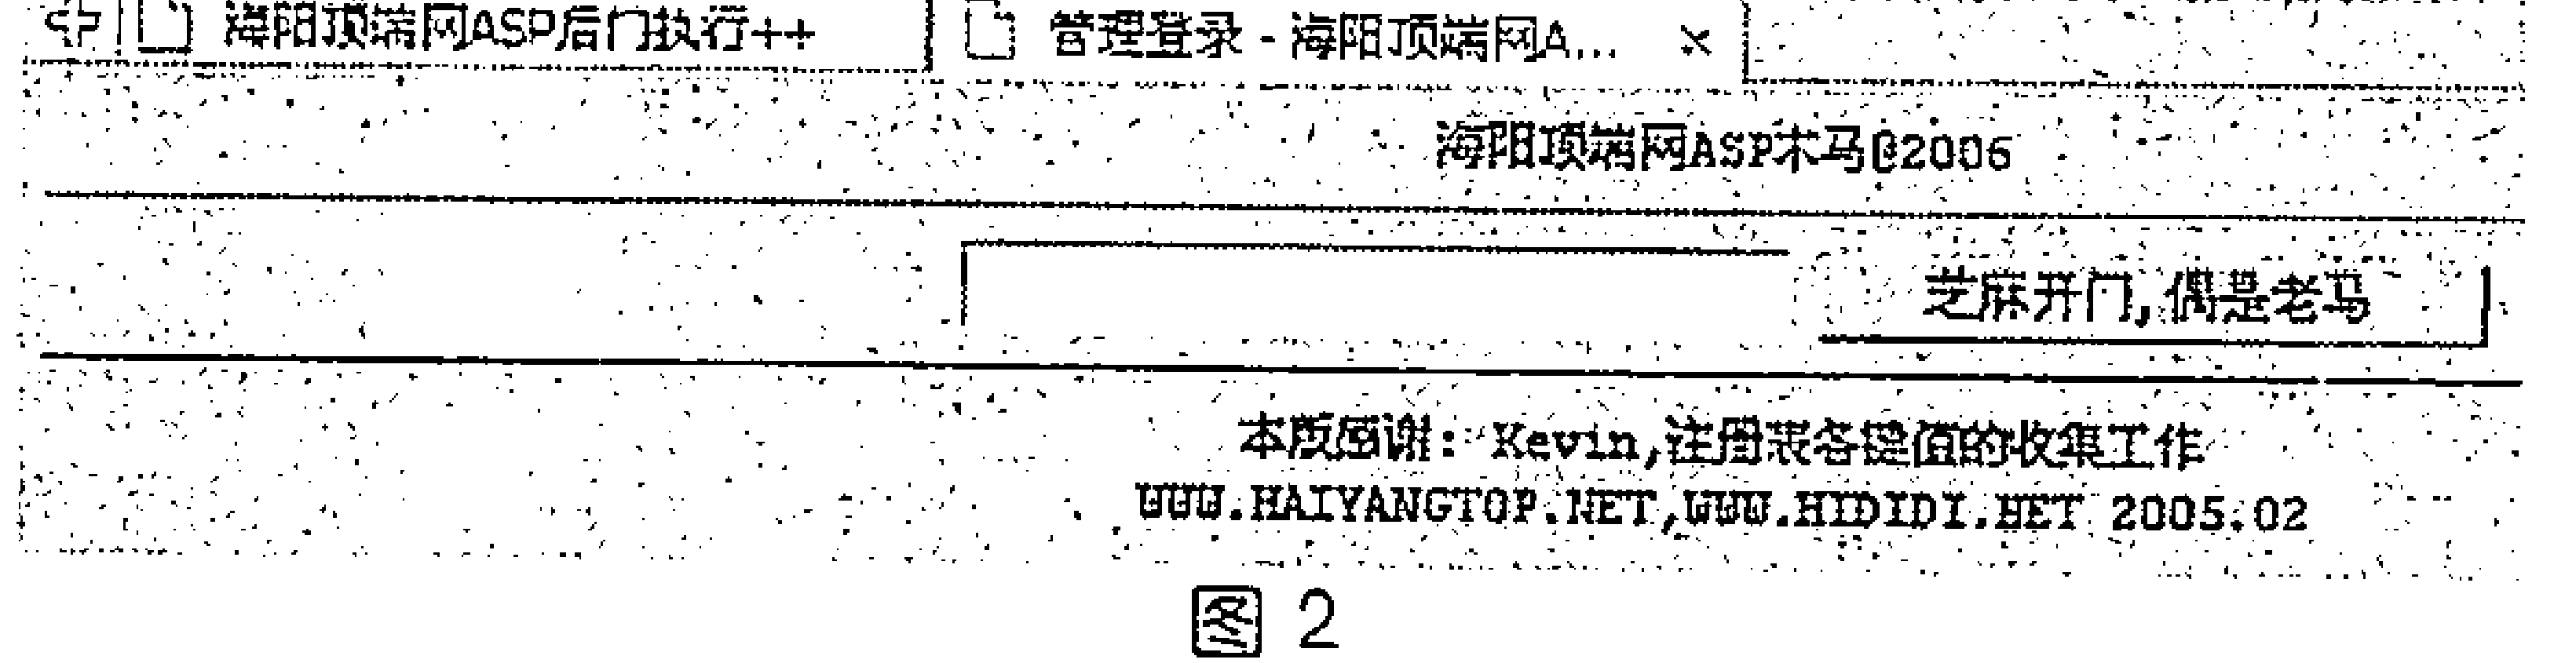 海阳顶端网ASP后门执行++
管理登录 - 海阳顶端网A...
海阳顶端网ASP木马@2006
芝麻开门,偶是老马
本版感谢: Kevin,注册表各键值的收集工作
WWW.HAIYANGTOP.NET,WWW.HIDIDI.NET 2005.02
图 2